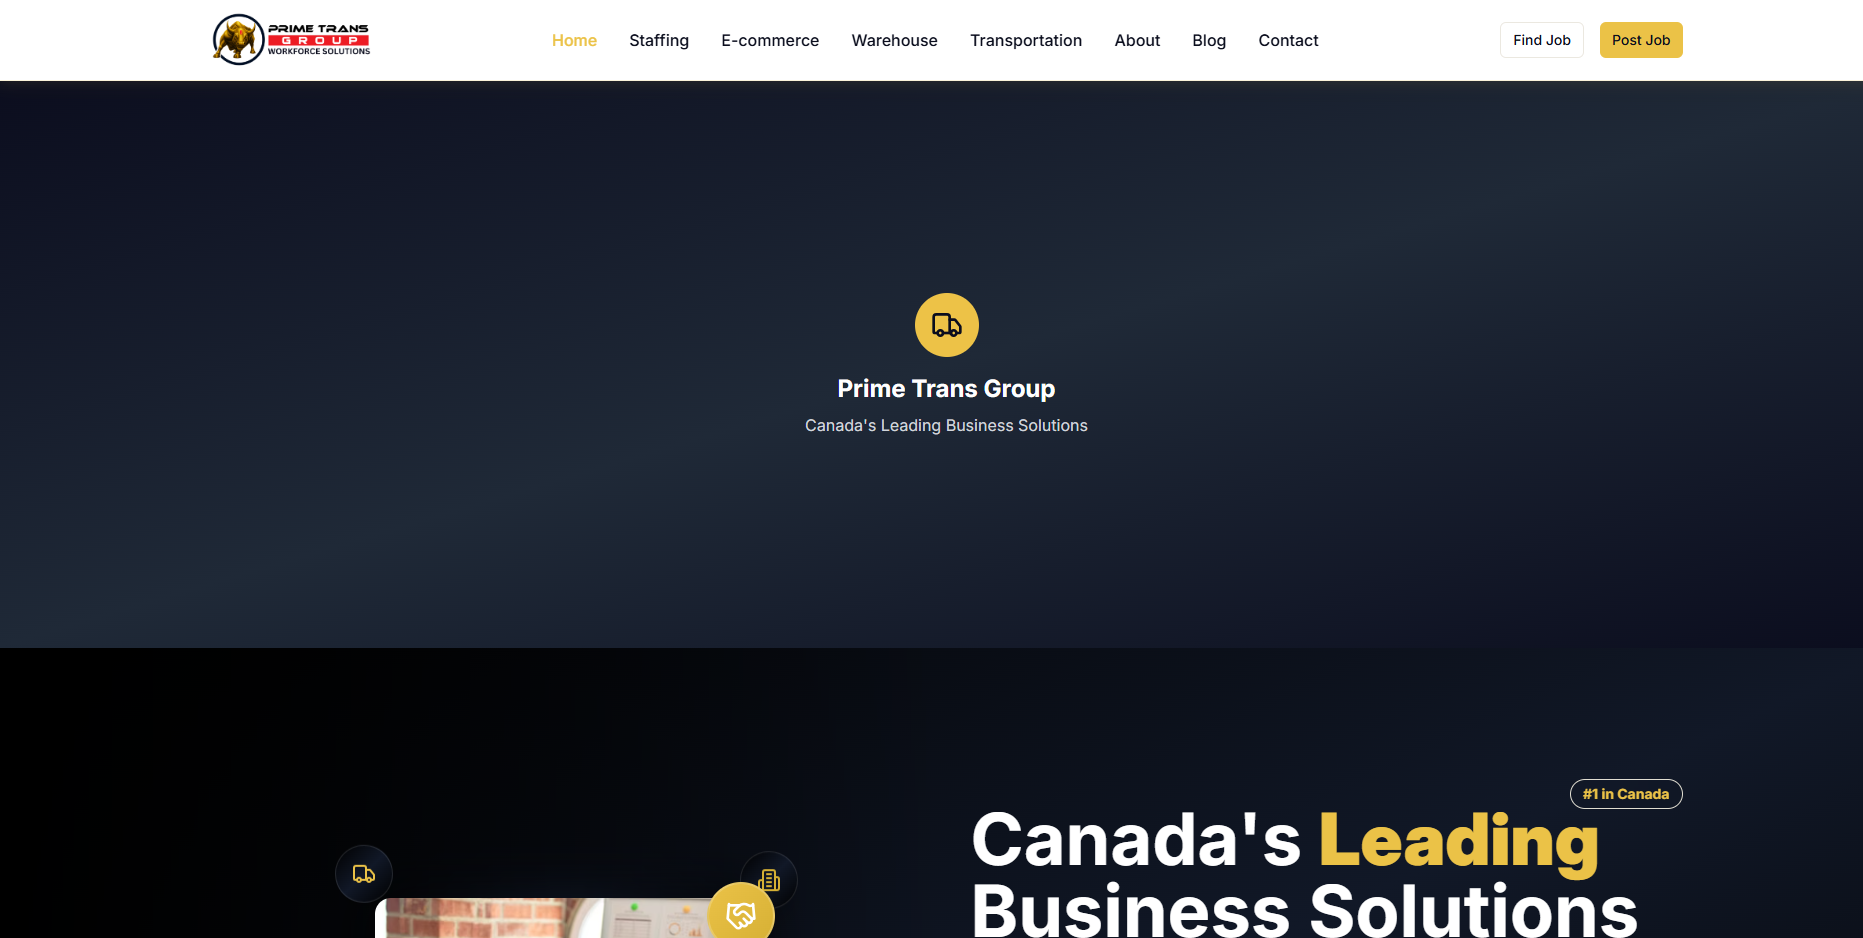 PRIME TRANS
GROUP
WORKFORCE SOLUTIONS
Home
Staffing
E-commerce
Warehouse
Transportation
About
Blog
Contact
Find Job
Post Job
Prime Trans Group
Canada's Leading Business Solutions
#1 in Canada
Canada's Leading
Business Solutions